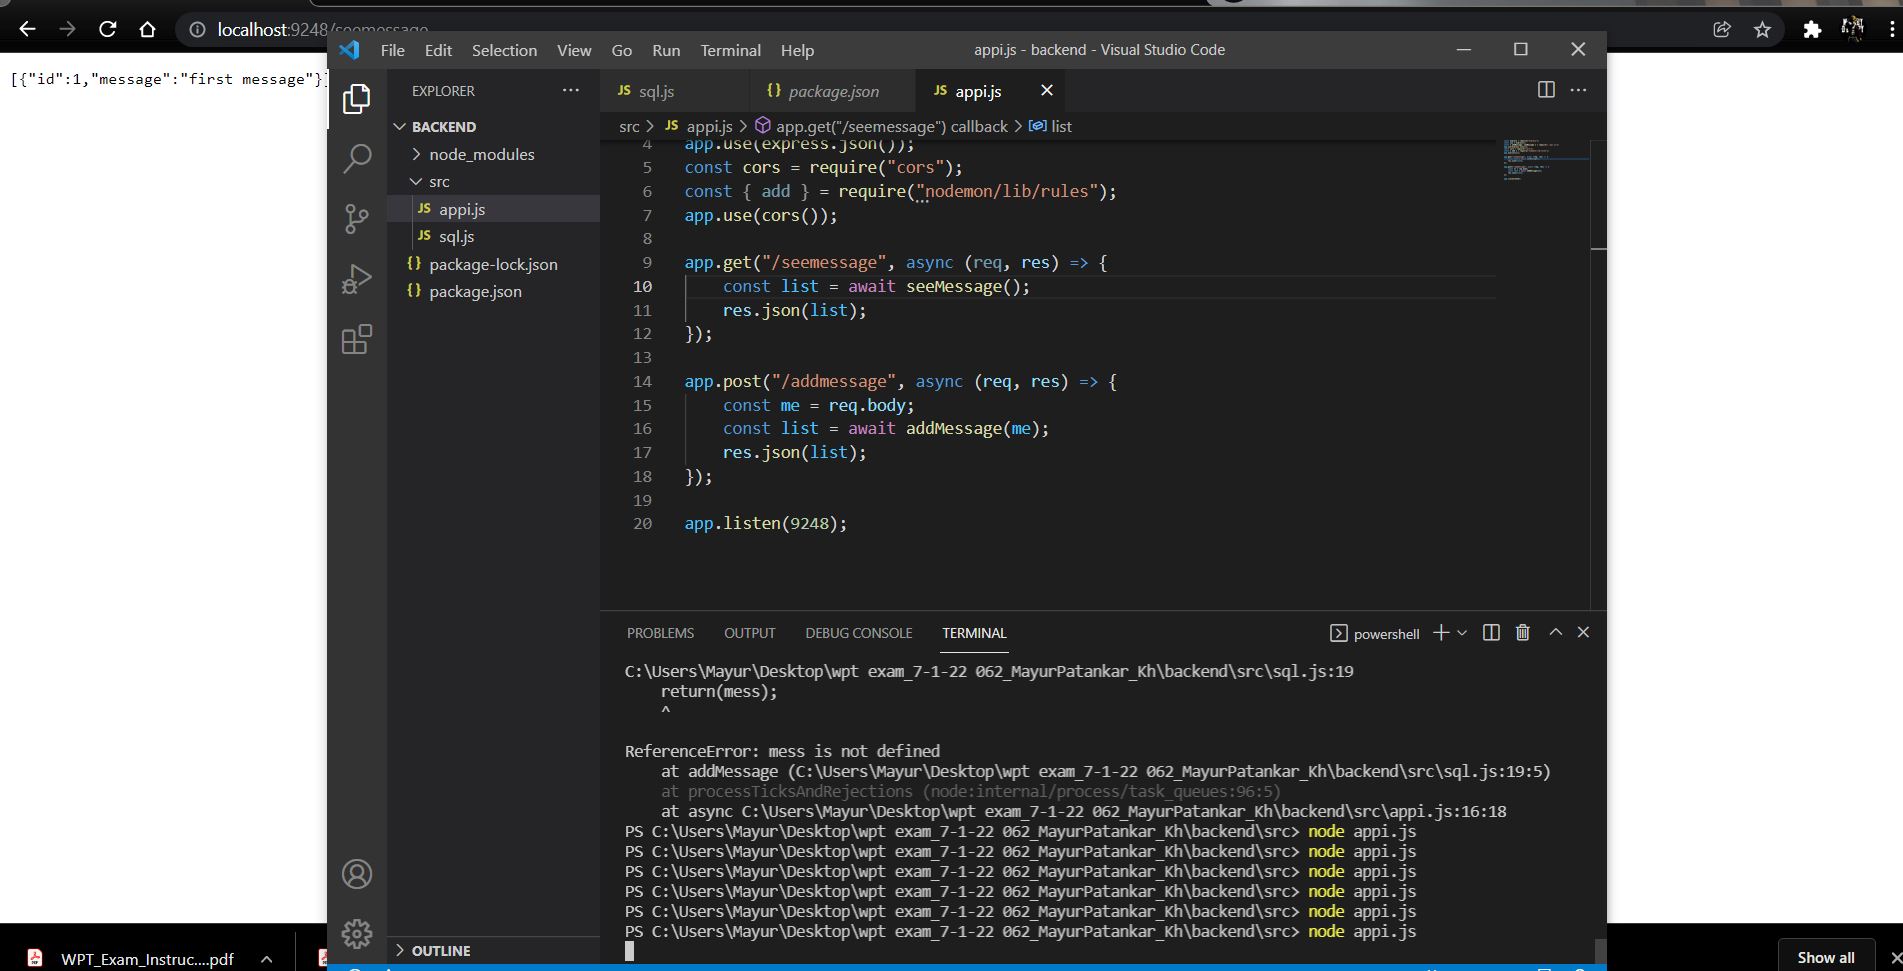 localhost:9248/seemessage
[{"id":1,"message":"first message"}]
File Edit Selection View Go Run Terminal Help
appi.js - backend - Visual Studio Code
EXPLORER
BACKEND
node_modules
src
appi.js
sql.js
package-lock.json
package.json
OUTLINE
JS sql.js {} package.json JS appi.js
src > JS appi.js > app.get("/seemessage") callback > list
4 app.use(express.json());
5 const cors = require("cors");
6 const { add } = require("nodemon/lib/rules");
7 app.use(cors());
8
9 app.get("/seemessage", async (req, res) => {
10 const list = await seeMessage();
11 res.json(list);
12 });
13
14 app.post("/addmessage", async (req, res) => {
15 const me = req.body;
16 const list = await addMessage(me);
17 res.json(list);
18 });
19
20 app.listen(9248);
PROBLEMS OUTPUT DEBUG CONSOLE TERMINAL
powershell
C:\Users\Mayur\Desktop\wpt exam_7-1-22 062_MayurPatankar_Kh\backend\src\sql.js:19
return(mess);
^
ReferenceError: mess is not defined
at addMessage (C:\Users\Mayur\Desktop\wpt exam_7-1-22 062_MayurPatankar_Kh\backend\src\sql.js:19:5)
at processTicksAndRejections (node:internal/process/task_queues:96:5)
at async C:\Users\Mayur\Desktop\wpt exam_7-1-22 062_MayurPatankar_Kh\backend\src\appi.js:16:18
PS C:\Users\Mayur\Desktop\wpt exam_7-1-22 062_MayurPatankar_Kh\backend\src> node appi.js
PS C:\Users\Mayur\Desktop\wpt exam_7-1-22 062_MayurPatankar_Kh\backend\src> node appi.js
PS C:\Users\Mayur\Desktop\wpt exam_7-1-22 062_MayurPatankar_Kh\backend\src> node appi.js
PS C:\Users\Mayur\Desktop\wpt exam_7-1-22 062_MayurPatankar_Kh\backend\src> node appi.js
PS C:\Users\Mayur\Desktop\wpt exam_7-1-22 062_MayurPatankar_Kh\backend\src> node appi.js
PS C:\Users\Mayur\Desktop\wpt exam_7-1-22 062_MayurPatankar_Kh\backend\src> node appi.js
WPT_Exam_Instruc....pdf
Show all